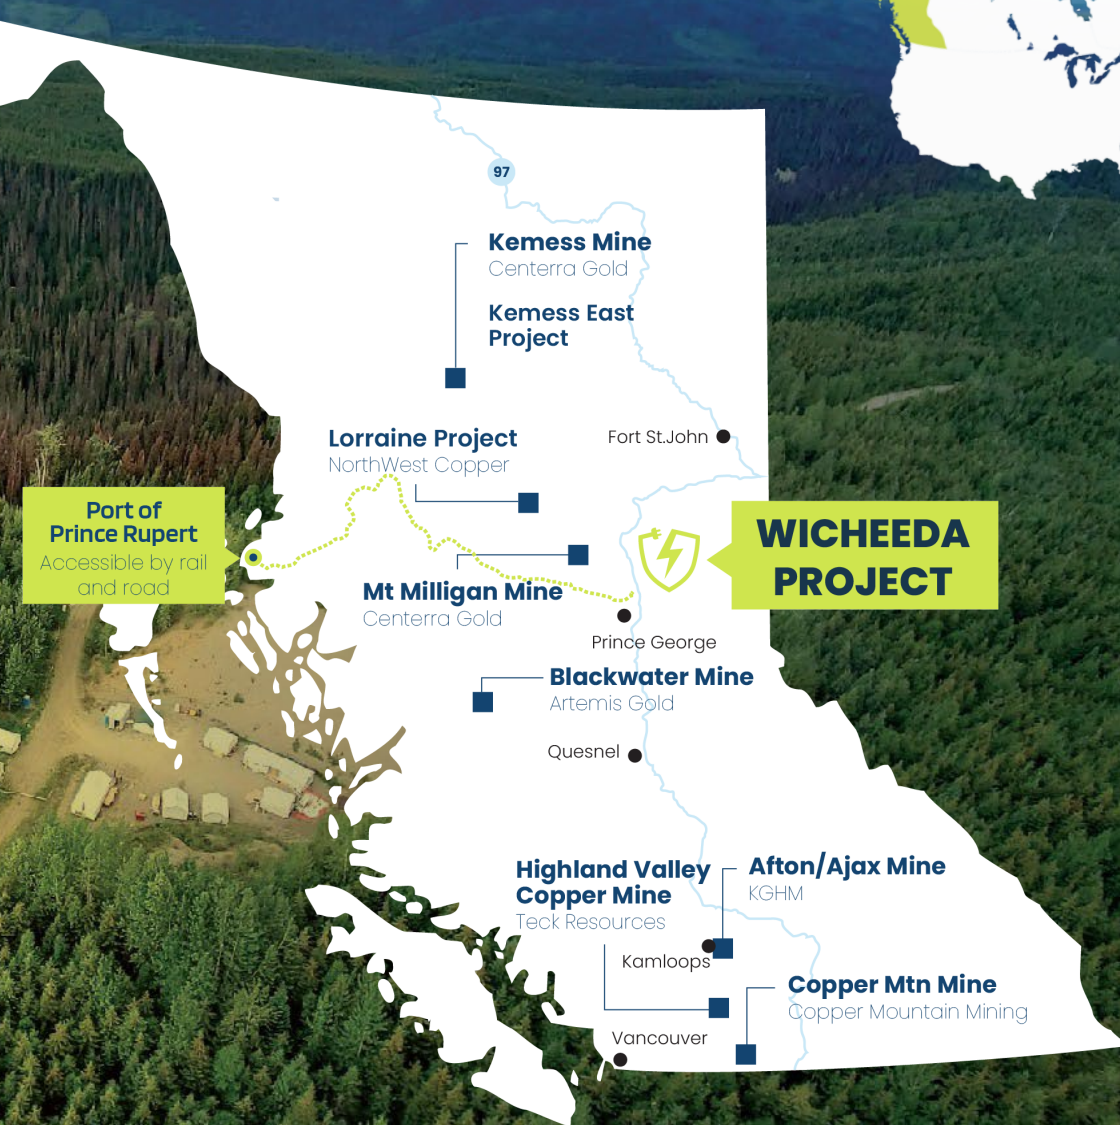 97
Kemess Mine
Centerra Gold
Kemess East
Project
Lorraine Project
NorthWest Copper
Fort St.John
Port of
Prince Rupert
Accessible by rail
and road
WICHEEDA
PROJECT
Mt Milligan Mine
Centerra Gold
Prince George
Blackwater Mine
Artemis Gold
Quesnel
Highland Valley
Copper Mine
Teck Resources
Afton/Ajax Mine
KGHM
Kamloops
Copper Mtn Mine
Copper Mountain Mining
Vancouver